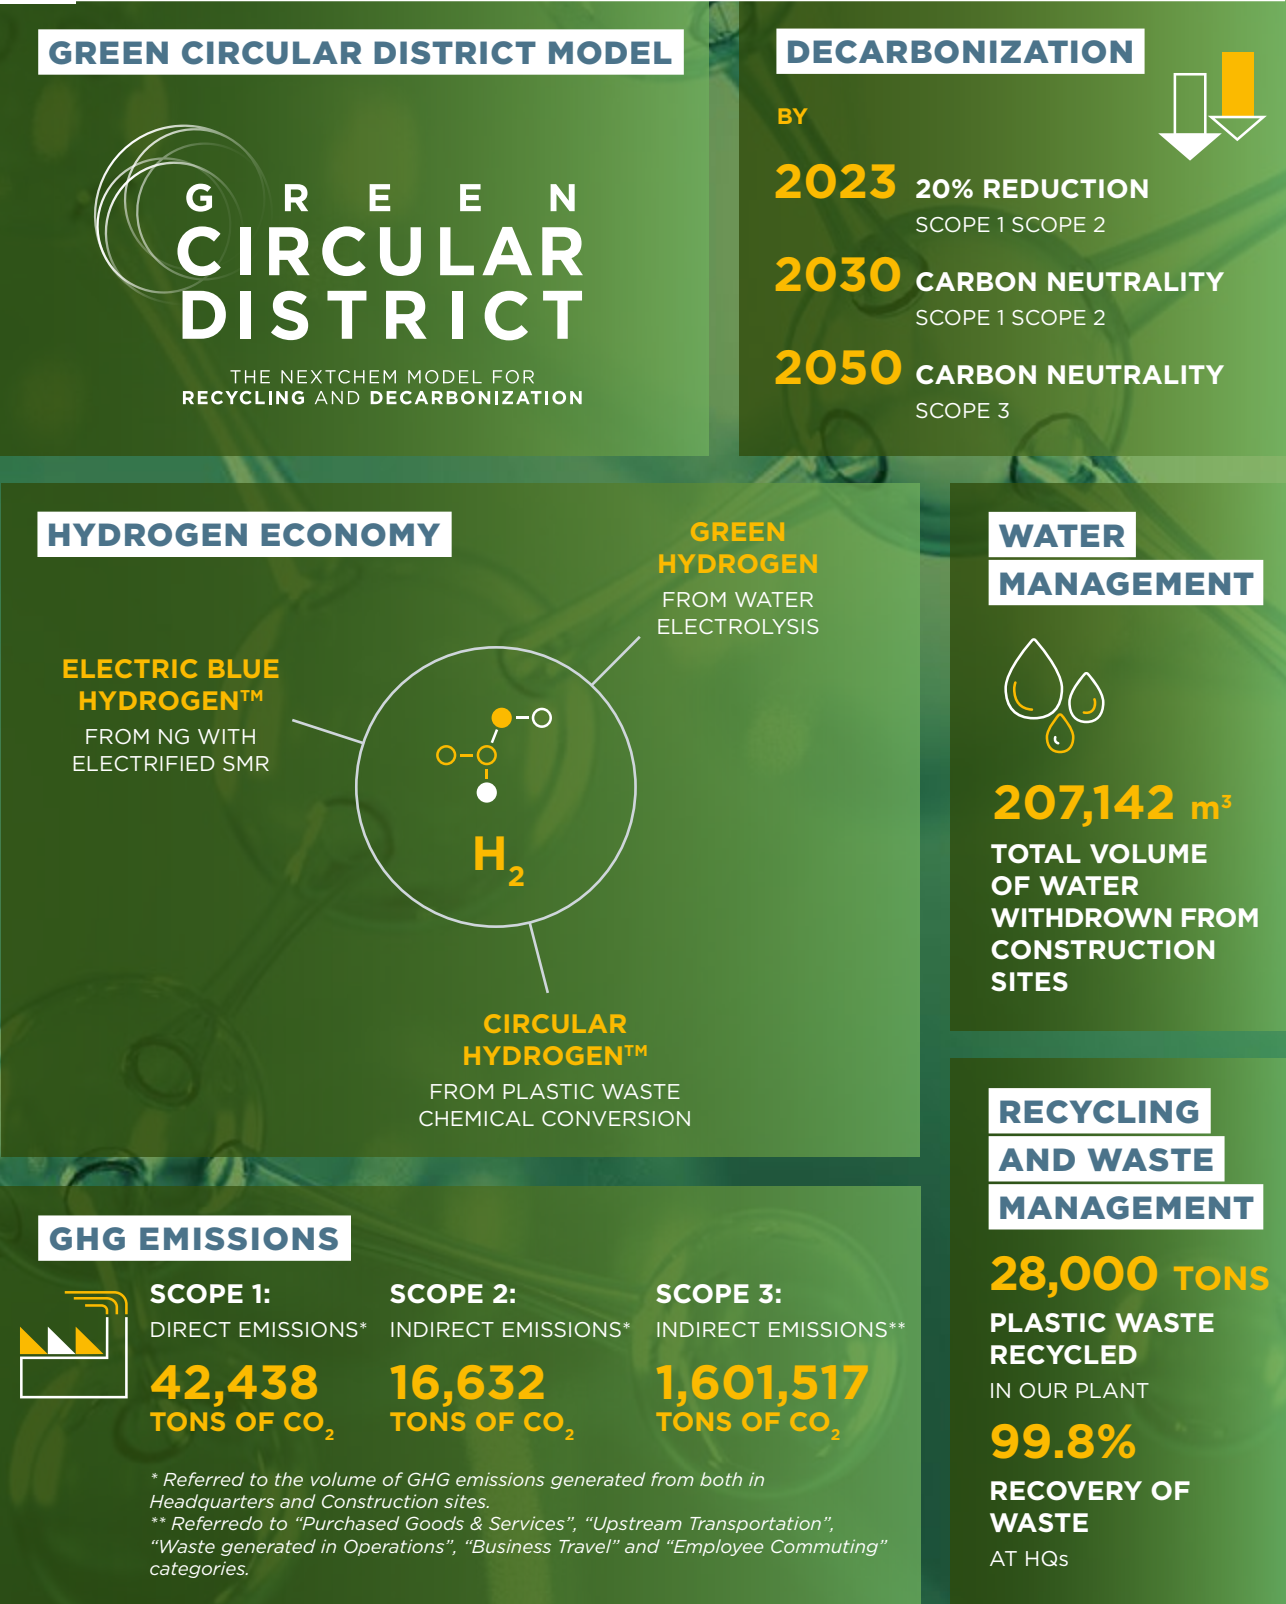 GREEN CIRCULAR DISTRICT MODEL
GREEN
CIRCULAR
DISTRICT
THE NEXTCHEM MODEL FOR
RECYCLING AND DECARBONIZATION
DECARBONIZATION
BY
2023 20% REDUCTION
SCOPE 1 SCOPE 2
2030 CARBON NEUTRALITY
SCOPE 1 SCOPE 2
2050 CARBON NEUTRALITY
SCOPE 3
HYDROGEN ECONOMY
GREEN
HYDROGEN
FROM WATER
ELECTROLYSIS
ELECTRIC BLUE
HYDROGEN™
FROM NG WITH
ELECTRIFIED SMR
H₂
CIRCULAR
HYDROGEN™
FROM PLASTIC WASTE
CHEMICAL CONVERSION
WATER
MANAGEMENT
207,142 m³
TOTAL VOLUME
OF WATER
WITHDROWN FROM
CONSTRUCTION
SITES
GHG EMISSIONS
SCOPE 1:
DIRECT EMISSIONS*
42,438
TONS OF CO₂
SCOPE 2:
INDIRECT EMISSIONS*
16,632
TONS OF CO₂
SCOPE 3:
INDIRECT EMISSIONS**
1,601,517
TONS OF CO₂
* Referred to the volume of GHG emissions generated from both in
Headquarters and Construction sites.
** Referredo to “Purchased Goods & Services”, “Upstream Transportation”,
“Waste generated in Operations”, “Business Travel” and “Employee Commuting”
categories.
RECYCLING
AND WASTE
MANAGEMENT
28,000 TONS
PLASTIC WASTE
RECYCLED
IN OUR PLANT
99.8%
RECOVERY OF
WASTE
AT HQs